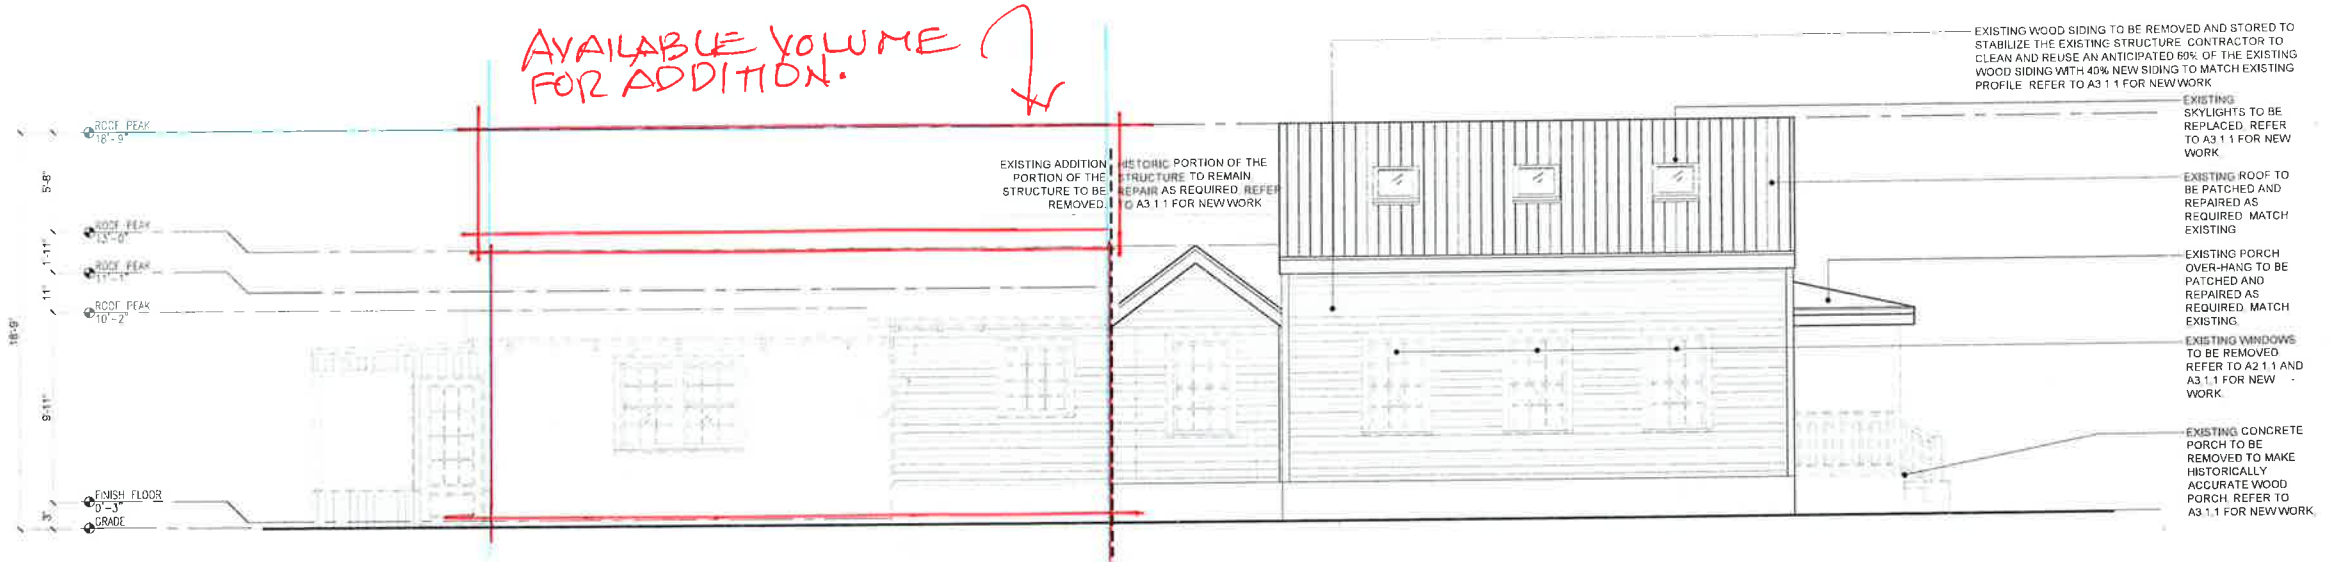 AVAILABLE VOLUME
FOR ADDITION.
EXISTING WOOD SIDING TO BE REMOVED AND STORED TO
STABILIZE THE EXISTING STRUCTURE CONTRACTOR TO
CLEAN AND REUSE AN ANTICIPATED 60% OF THE EXISTING
WOOD SIDING WITH 40% NEW SIDING TO MATCH EXISTING
PROFILE REFER TO A3.1.1 FOR NEW WORK
EXISTING
SKYLIGHTS TO BE
REPLACED. REFER
TO A3.1.1 FOR NEW
WORK
EXISTING ROOF TO
BE PATCHED AND
REPAIRED AS
REQUIRED. MATCH
EXISTING
EXISTING PORCH
OVER-HANG TO BE
PATCHED AND
REPAIRED AS
REQUIRED. MATCH
EXISTING.
EXISTING WINDOWS
TO BE REMOVED.
REFER TO A2.1.1 AND
A3.1.1 FOR NEW
WORK.
EXISTING CONCRETE
PORCH TO BE
REMOVED TO MAKE
HISTORICALLY
ACCURATE WOOD
PORCH. REFER TO
A3.1.1 FOR NEW WORK
EXISTING ADDITION
PORTION OF THE
STRUCTURE TO BE
REMOVED.
HISTORIC PORTION OF THE
STRUCTURE TO REMAIN
REPAIR AS REQUIRED. REFER
TO A3.1.1 FOR NEW WORK
ROOF PEAK
18'-9"
ROOF PEAK
13'-0"
ROOF PEAK
11'-1"
ROOF PEAK
10'-2"
FINISH FLOOR
0'-3"
GRADE
5'-8"
1'-11"
11"
9'-11"
3"
18'-9"